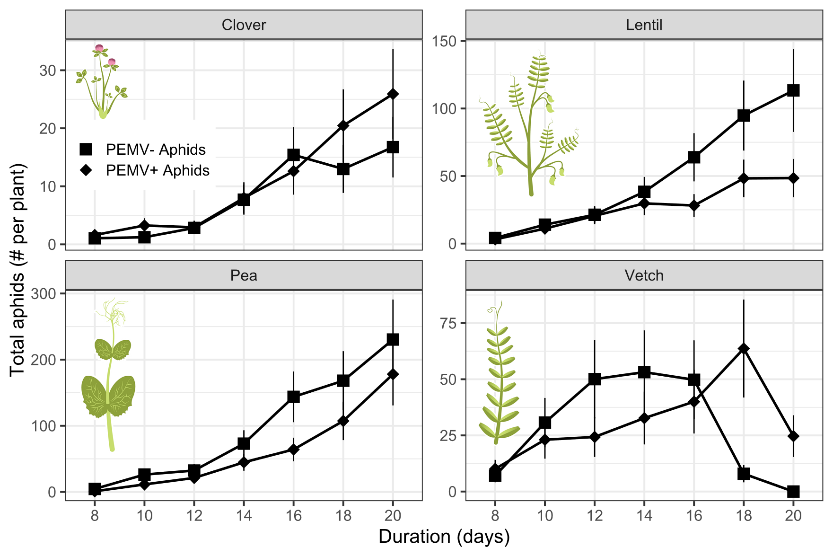 Clover
Lentil
30
20
10
0
PEMV- Aphids
PEMV+ Aphids
150
100
50
0
Total aphids (# per plant)
Pea
Vetch
300
200
100
0
75
50
25
0
8 10 12 14 16 18 20
8 10 12 14 16 18 20
Duration (days)